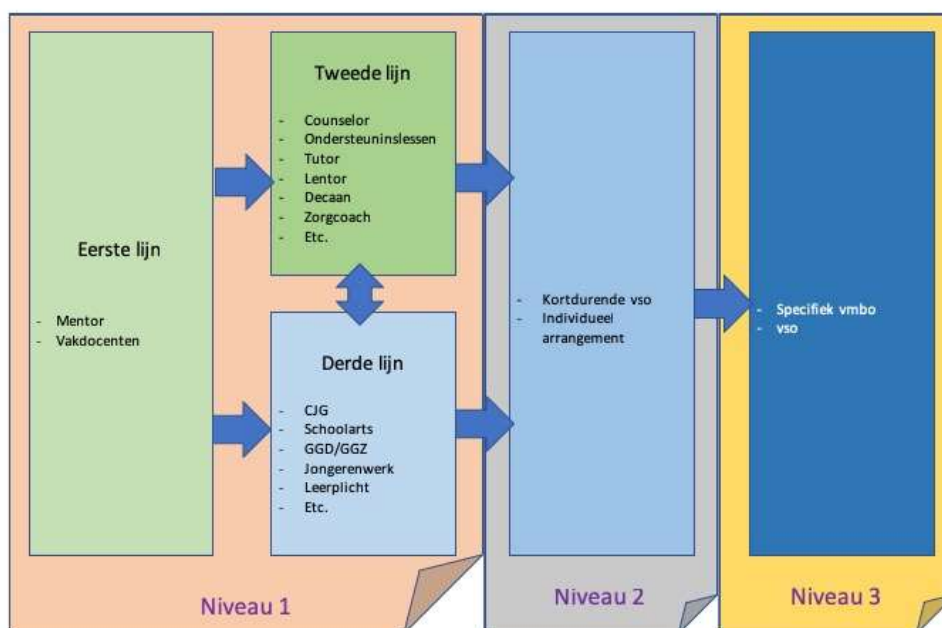 Eerste lijn
- Mentor
- Vakdocenten
Tweede lijn
- Counselor
- Ondersteuninslessen
- Tutor
- Lentor
- Decaan
- Zorgcoach
- Etc.
Derde lijn
- CJG
- Schoolarts
- GGD/GGZ
- Jongerenwerk
- Leerplicht
- Etc.
Niveau 1
- Kortdurende vso
- Individueel
arrangement
Niveau 2
- Specifiek vmbo
- vso
Niveau 3